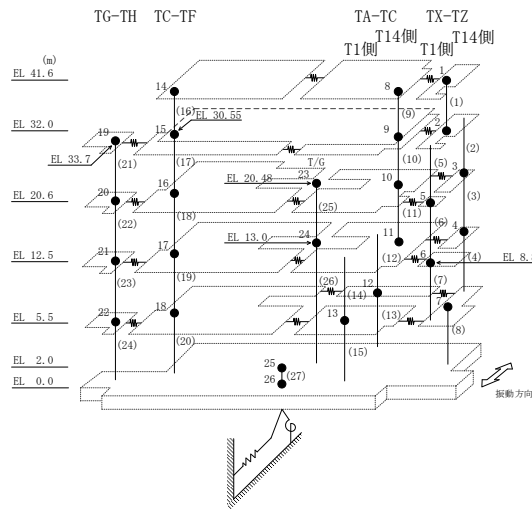 TG-TH TC-TF TA-TC TX-TZ
T1側 T14側 T1側 T14側
(m)
EL 41.6
14 8 1
(16) EL 30.55 (9) (1)
EL 32.0
19 15 9 2
EL 33.7 (21) (17) (10) (2)
T/G
23 (5) 3
EL 20.6
20 16 EL 20.48 10 5 (3)
(22) (18) (25) (11)
(6) 4
24 11
EL 12.5
21 17 EL 13.0 (12) 6 (4) EL 8.
(23) (19) (26) 12 (7)
(14)
EL 5.5
22 18 13 (13) 7
(24) (20) (15) (8)
EL 2.0
25
EL 0.0
26 (27)
振動方向